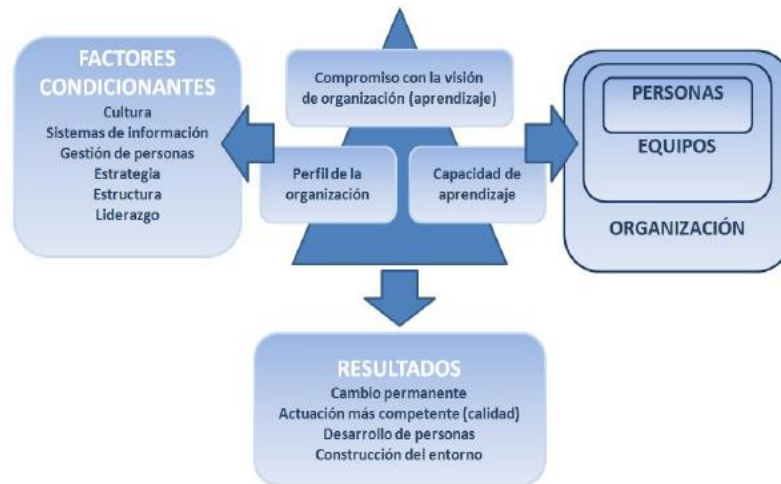 FACTORES
CONDICIONANTES
Cultura
Sistemas de información
Gestión de personas
Estrategia
Estructura
Liderazgo
Compromiso con la visión
de organización (aprendizaje)
Perfil de la
organización
Capacidad de
aprendizaje
PERSONAS
EQUIPOS
ORGANIZACIÓN
RESULTADOS
Cambio permanente
Actuación más competente (calidad)
Desarrollo de personas
Construcción del entorno